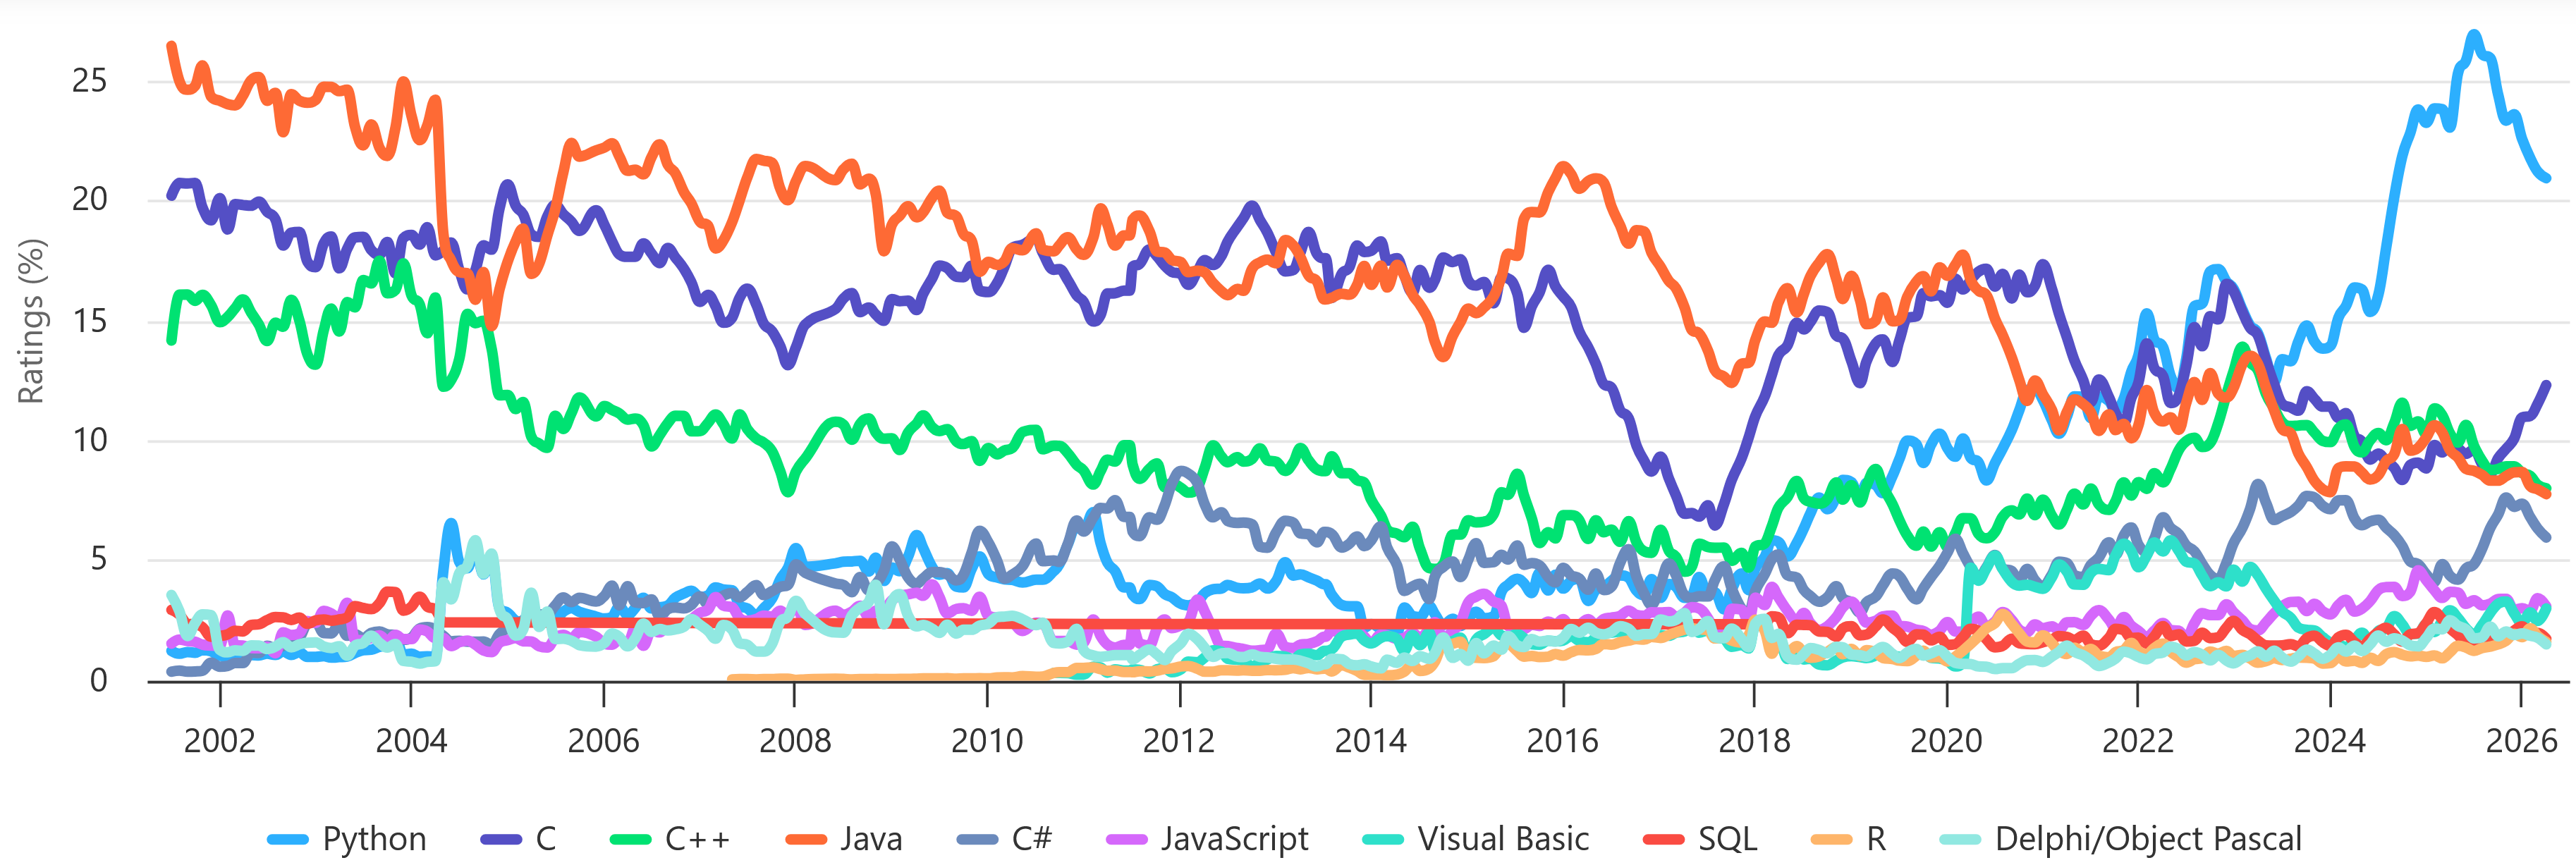 Ratings (%)
25
20
15
10
5
0
2002 2004 2006 2008 2010 2012 2014 2016 2018 2020 2022 2024 2026
Python C C++ Java C# JavaScript Visual Basic SQL R Delphi/Object Pascal